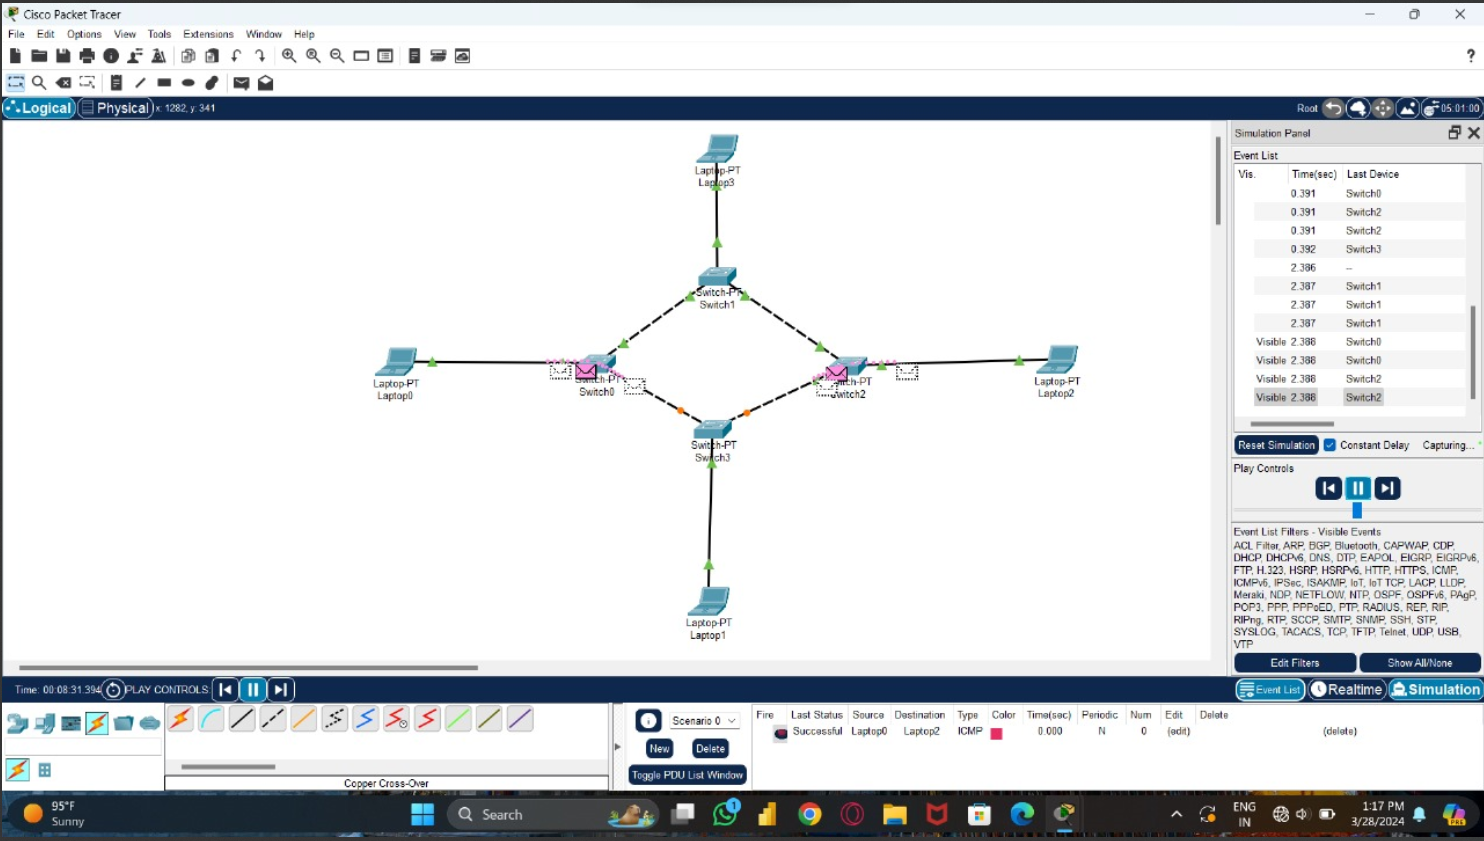 Cisco Packet Tracer
File Edit Options View Tools Extensions Window Help
?
Logical Physical x: 1282, y: 341 Root 05:01:00
Simulation Panel
Event List
Vis. Time(sec) Last Device
0.391 Switch0
0.391 Switch2
0.391 Switch2
0.392 Switch3
2.386 --
2.387 Switch1
2.387 Switch1
2.387 Switch1
Visible 2.388 Switch0
Visible 2.388 Switch0
Visible 2.388 Switch2
Visible 2.388 Switch2
Reset Simulation Constant Delay Capturing...
Play Controls
Event List Filters - Visible Events
ACL Filter, ARP, BGP, Bluetooth, CAPWAP, CDP,
DHCP, DHCPv6, DNS, DTP, EAPOL, EIGRP, EIGRPv6,
FTP, H.323, HSRP, HSRPv6, HTTP, HTTPS, ICMP,
ICMPv6, IPSec, ISAKMP, IoT, IoT TCP, LACP, LLDP,
Meraki, NDP, NETFLOW, NTP, OSPF, OSPFv6, PAgP,
POP3, PPP, PPPoED, PTP, RADIUS, REP, RIP,
RIPng, RTP, SCCP, SMTP, SNMP, SSH, STP,
SYSLOG, TACACS, TCP, TFTP, Telnet, UDP, USB,
VTP
Edit Filters Show All/None
Event List Realtime Simulation
Laptop-PT
Laptop3
Switch-PT
Switch1
Laptop-PT
Laptop0
Switch-PT
Switch0
Switch-PT
Switch2
Laptop-PT
Laptop2
Switch-PT
Switch3
Laptop-PT
Laptop1
Time: 00:08:31.394 PLAY CONTROLS
Copper Cross-Over
Scenario 0
New Delete
Toggle PDU List Window
Fire Last Status Source Destination Type Color Time(sec) Periodic Num Edit Delete
Successful Laptop0 Laptop2 ICMP 0.000 N 0 (edit) (delete)
95°F
Sunny
Search
1
ENG
IN
1:17 PM
3/28/2024
PRE